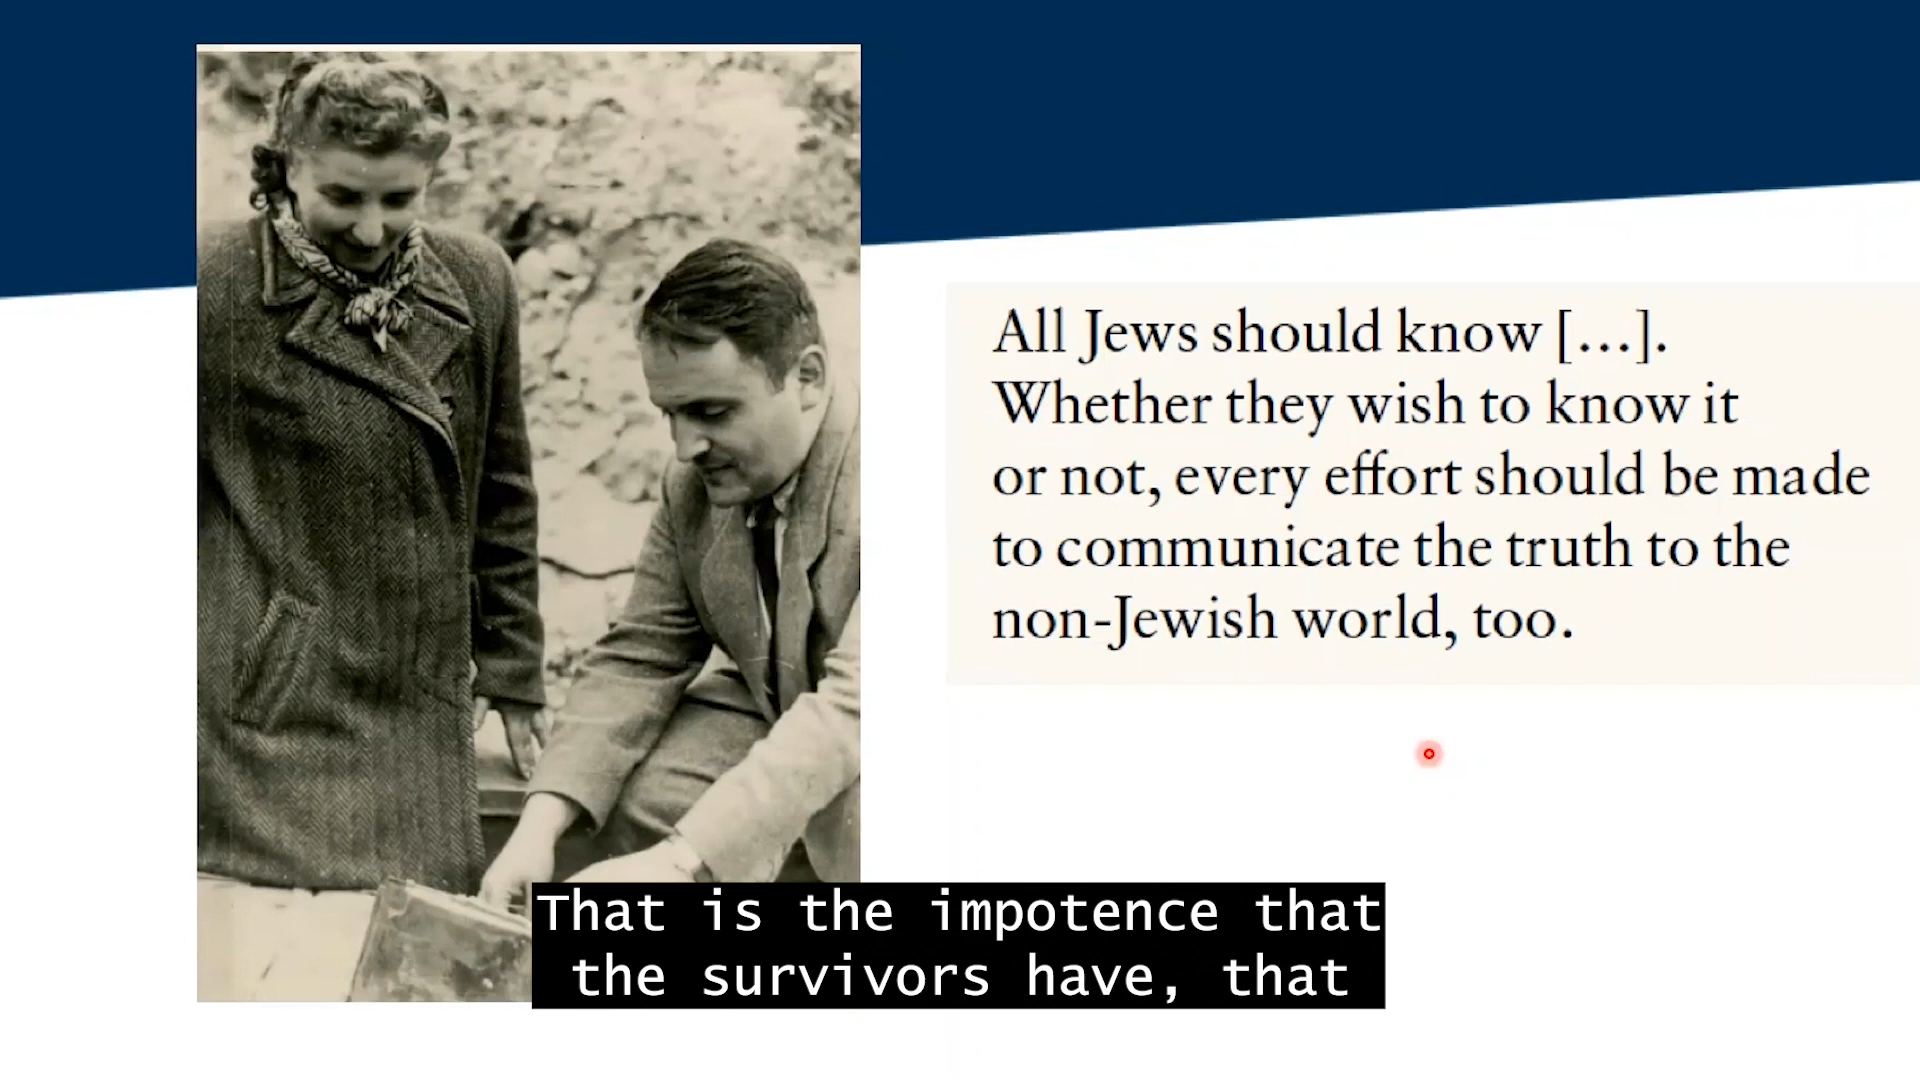 All Jews should know [...].
Whether they wish to know it
or not, every effort should be made
to communicate the truth to the
non-Jewish world, too.
That is the impotence that
the survivors have, that